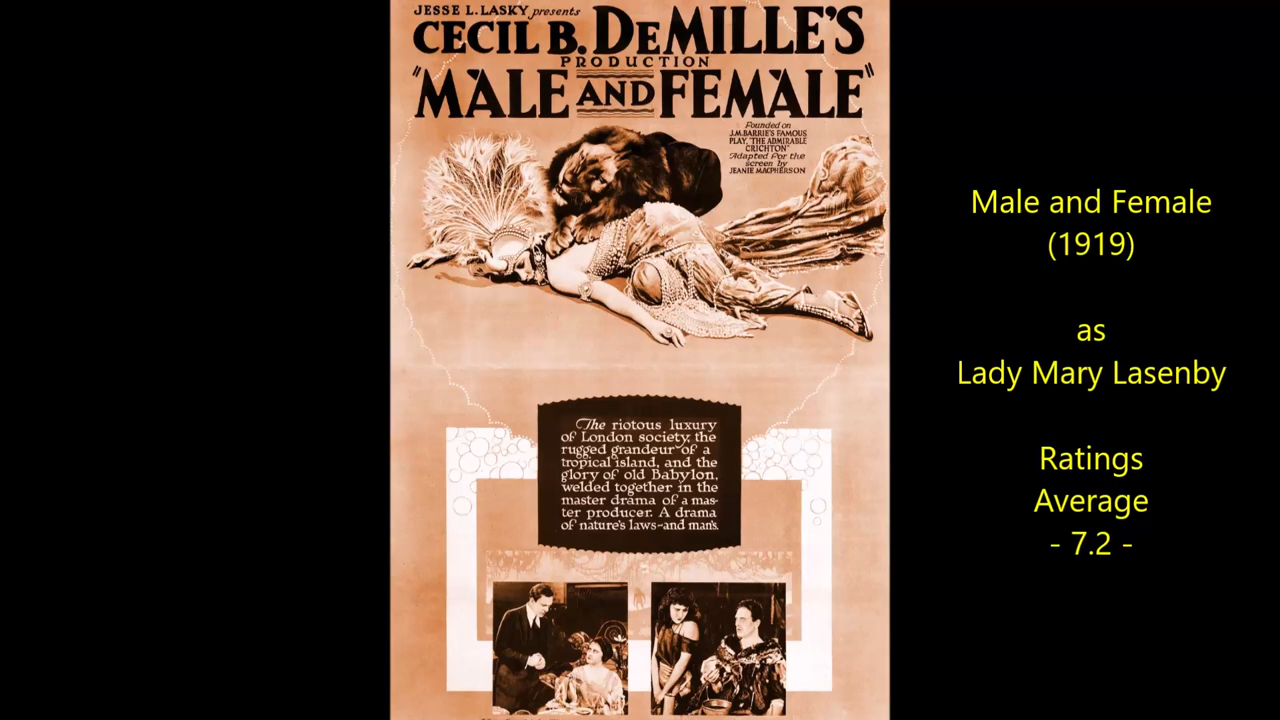 JESSE L. LASKY presents
CECIL B. DEMILLE'S
PRODUCTION
"MALE AND FEMALE"
Founded on
J.M. BARRIE'S FAMOUS
PLAY, "THE ADMIRABLE
CRICHTON"
Adapted for the
screen by
JEANIE MACPHERSON
The riotous luxury
of London society, the
rugged grandeur of a
tropical island, and the
glory of old Babylon,
welded together in the
master drama of a mas-
ter producer. A drama
of nature's laws-and man's.
Male and Female
(1919)
as
Lady Mary Lasenby
Ratings
Average
- 7.2 -